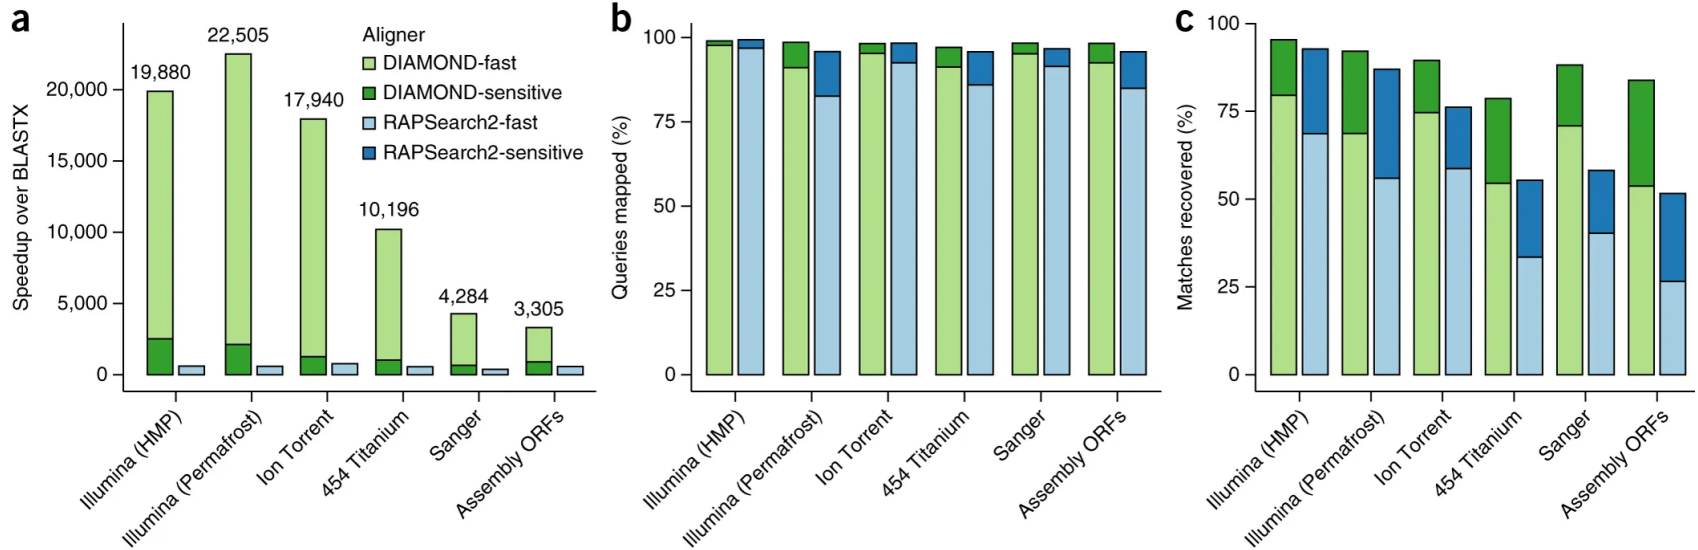 a
Speedup over BLASTX
20,000
15,000
10,000
5,000
0
19,880
22,505
17,940
10,196
4,284
3,305
Aligner
DIAMOND-fast
DIAMOND-sensitive
RAPSearch2-fast
RAPSearch2-sensitive
Illumina (HMP)
Illumina (Permafrost)
Ion Torrent
454 Titanium
Sanger
Assembly ORFs
b
Queries mapped (%)
100
75
50
25
0
Illumina (HMP)
Illumina (Permafrost)
Ion Torrent
454 Titanium
Sanger
Assembly ORFs
c
Matches recovered (%)
100
75
50
25
0
Illumina (HMP)
Illumina (Permafrost)
Ion Torrent
454 Titanium
Sanger
Assembly ORFs